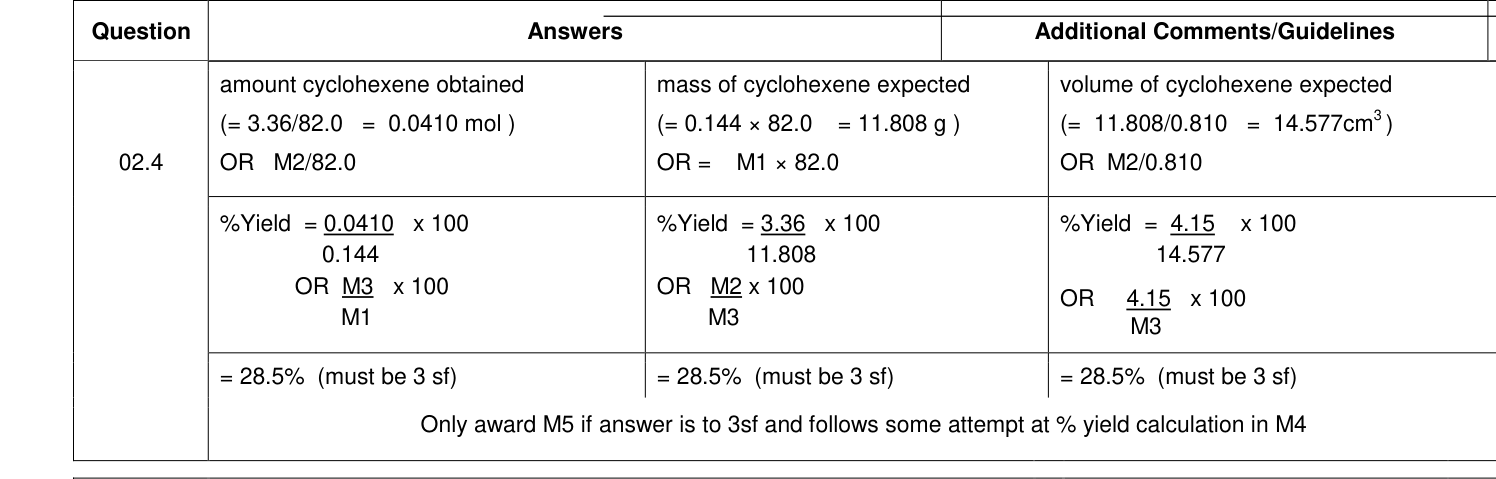 Question Answers Additional Comments/Guidelines
02.4
amount cyclohexene obtained
(= 3.36/82.0 = 0.0410 mol )
OR M2/82.0
mass of cyclohexene expected
(= 0.144 × 82.0 = 11.808 g )
OR = M1 × 82.0
volume of cyclohexene expected
(= 11.808/0.810 = 14.577cm³ )
OR M2/0.810
%Yield = 0.0410 x 100
0.144
OR M3 x 100
M1
%Yield = 3.36 x 100
11.808
OR M2 x 100
M3
%Yield = 4.15 x 100
14.577
OR 4.15 x 100
M3
= 28.5% (must be 3 sf)
= 28.5% (must be 3 sf)
= 28.5% (must be 3 sf)
Only award M5 if answer is to 3sf and follows some attempt at % yield calculation in M4